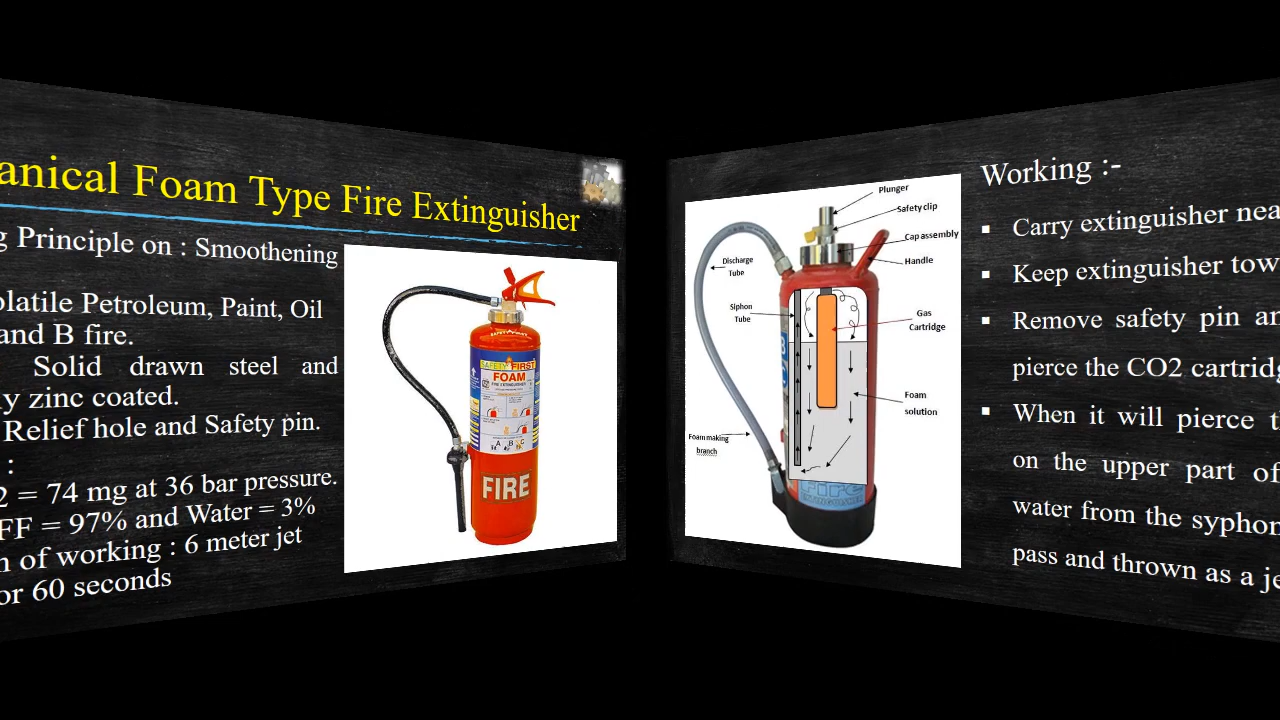 anical Foam Type Fire Extinguisher
g Principle on : Smoothening
olatile Petroleum, Paint, Oil
and B fire.
Solid drawn steel and
ly zinc coated.
Relief hole and Safety pin.
:
2 = 74 mg at 36 bar pressure.
FF = 97% and Water = 3%
n of working : 6 meter jet
or 60 seconds
SAFETY FIRST
FOAM
FIRE EXTINGUISHER
A B C
FIRE
Plunger
Safety clip
Cap assembly
Handle
Discharge
Tube
Siphon
Tube
Gas
Cartridge
Foam
solution
Foam making
branch
Fire
Working :-
▪ Carry extinguisher nea
▪ Keep extinguisher tow
▪ Remove safety pin an
pierce the CO2 cartridg
▪ When it will pierce t
on the upper part of
water from the syphon
pass and thrown as a je